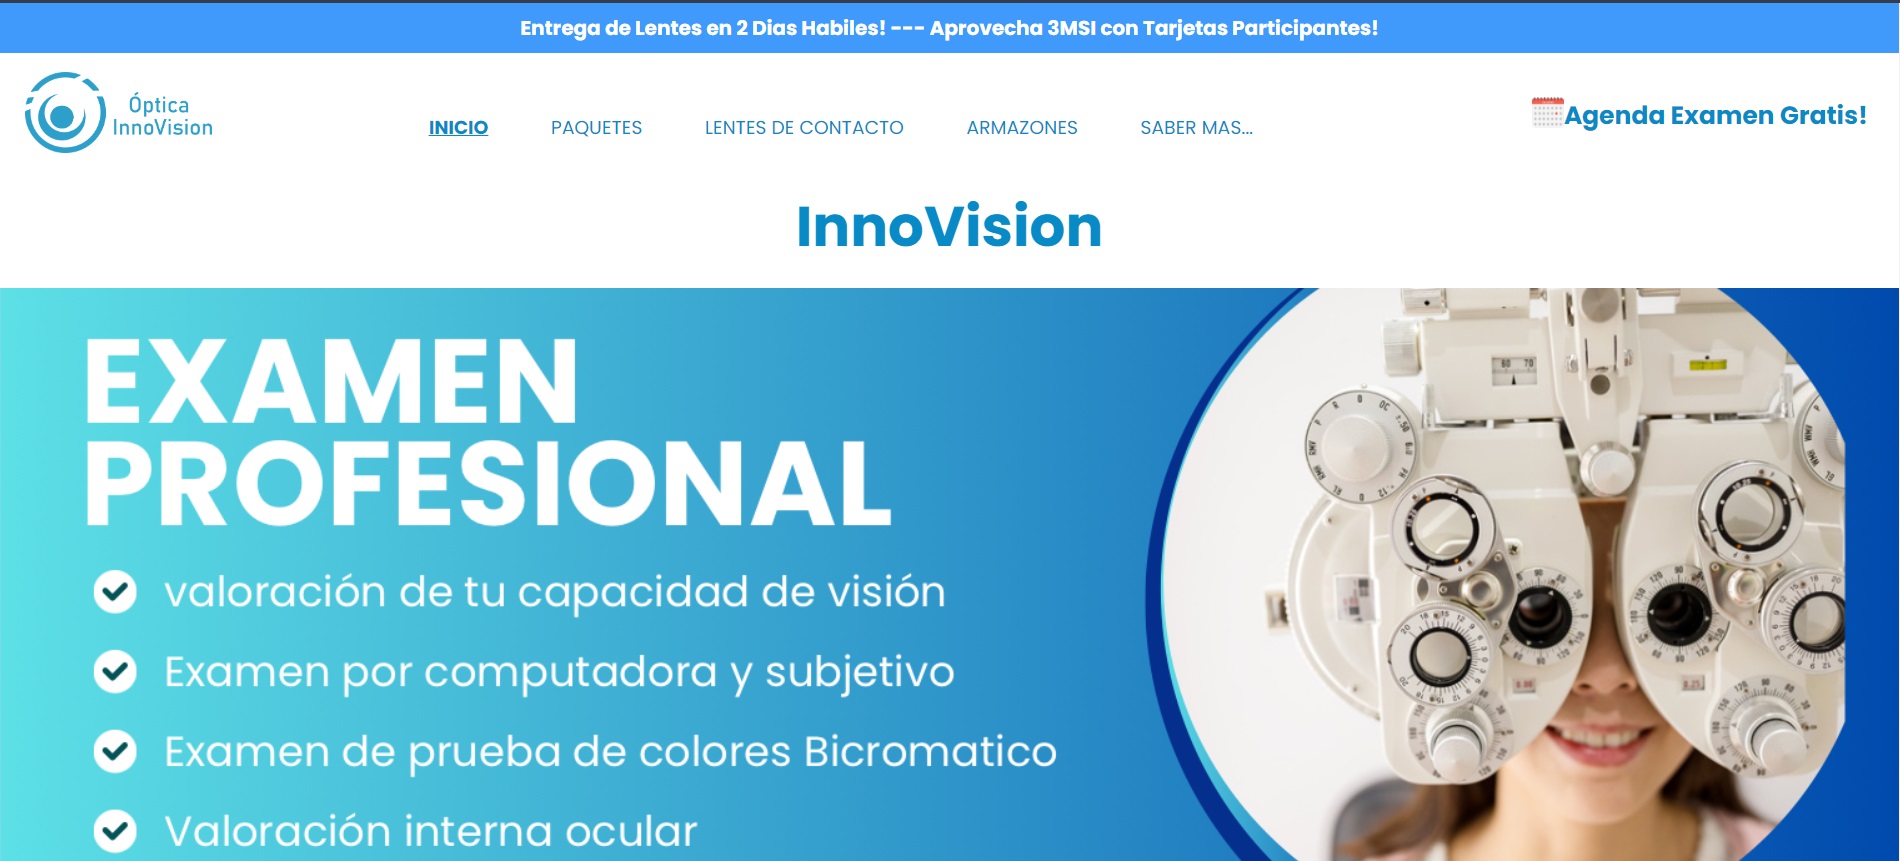 Entrega de Lentes en 2 Dias Habiles! --- Aprovecha 3MSI con Tarjetas Participantes!
Óptica
InnoVision
INICIO
PAQUETES
LENTES DE CONTACTO
ARMAZONES
SABER MAS...
Agenda Examen Gratis!
InnoVision
EXAMEN
PROFESIONAL
valoración de tu capacidad de visión
Examen por computadora y subjetivo
Examen de prueba de colores Bicromatico
Valoración interna ocular
60 70